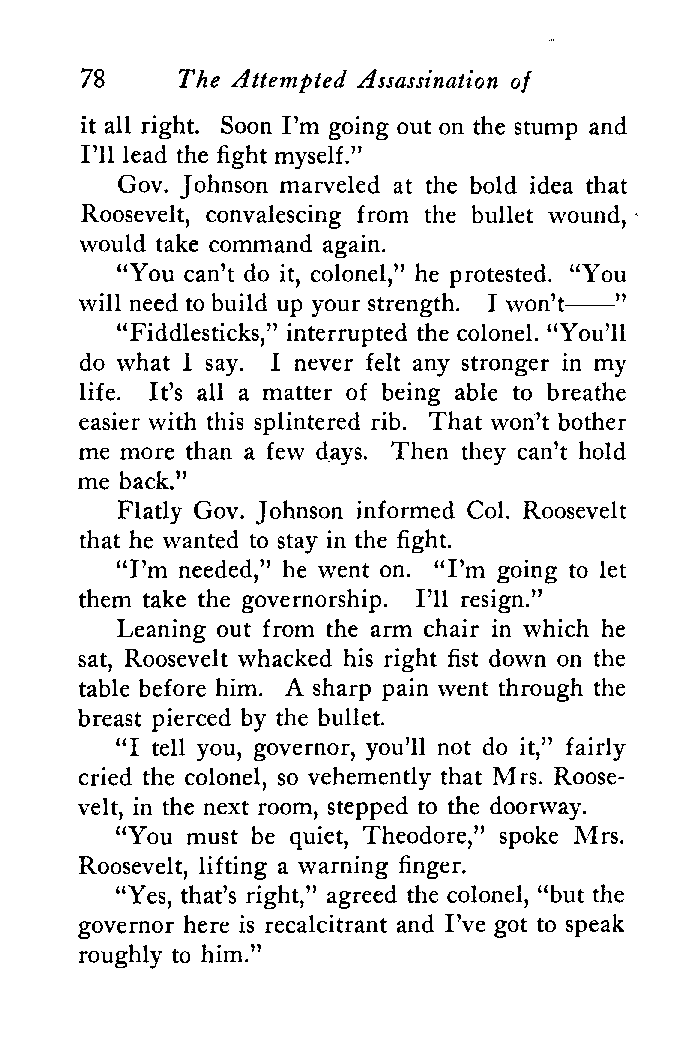 78 The Attempted Assassination of
it all right. Soon I’m going out on the stump and
I’ll lead the fight myself.”
Gov. Johnson marveled at the bold idea that
Roosevelt, convalescing from the bullet wound,
would take command again.
“You can’t do it, colonel,” he protested. “You
will need to build up your strength. I won’t——”
“Fiddlesticks,” interrupted the colonel. “You’ll
do what I say. I never felt any stronger in my
life. It’s all a matter of being able to breathe
easier with this splintered rib. That won’t bother
me more than a few days. Then they can’t hold
me back.”
Flatly Gov. Johnson informed Col. Roosevelt
that he wanted to stay in the fight.
“I’m needed,” he went on. “I’m going to let
them take the governorship. I’ll resign.”
Leaning out from the arm chair in which he
sat, Roosevelt whacked his right fist down on the
table before him. A sharp pain went through the
breast pierced by the bullet.
“I tell you, governor, you’ll not do it,” fairly
cried the colonel, so vehemently that Mrs. Roose-
velt, in the next room, stepped to the doorway.
“You must be quiet, Theodore,” spoke Mrs.
Roosevelt, lifting a warning finger.
“Yes, that’s right,” agreed the colonel, “but the
governor here is recalcitrant and I’ve got to speak
roughly to him.”